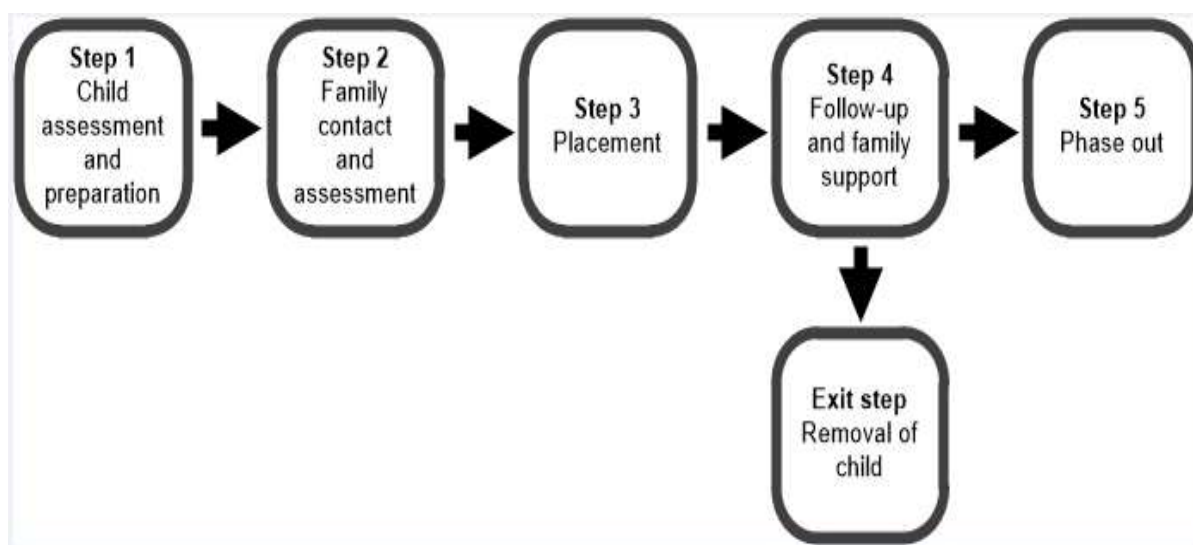 Step 1
Child
assessment
and
preparation
Step 2
Family
contact
and
assessment
Step 3
Placement
Step 4
Follow-up
and family
support
Step 5
Phase out
Exit step
Removal of
child